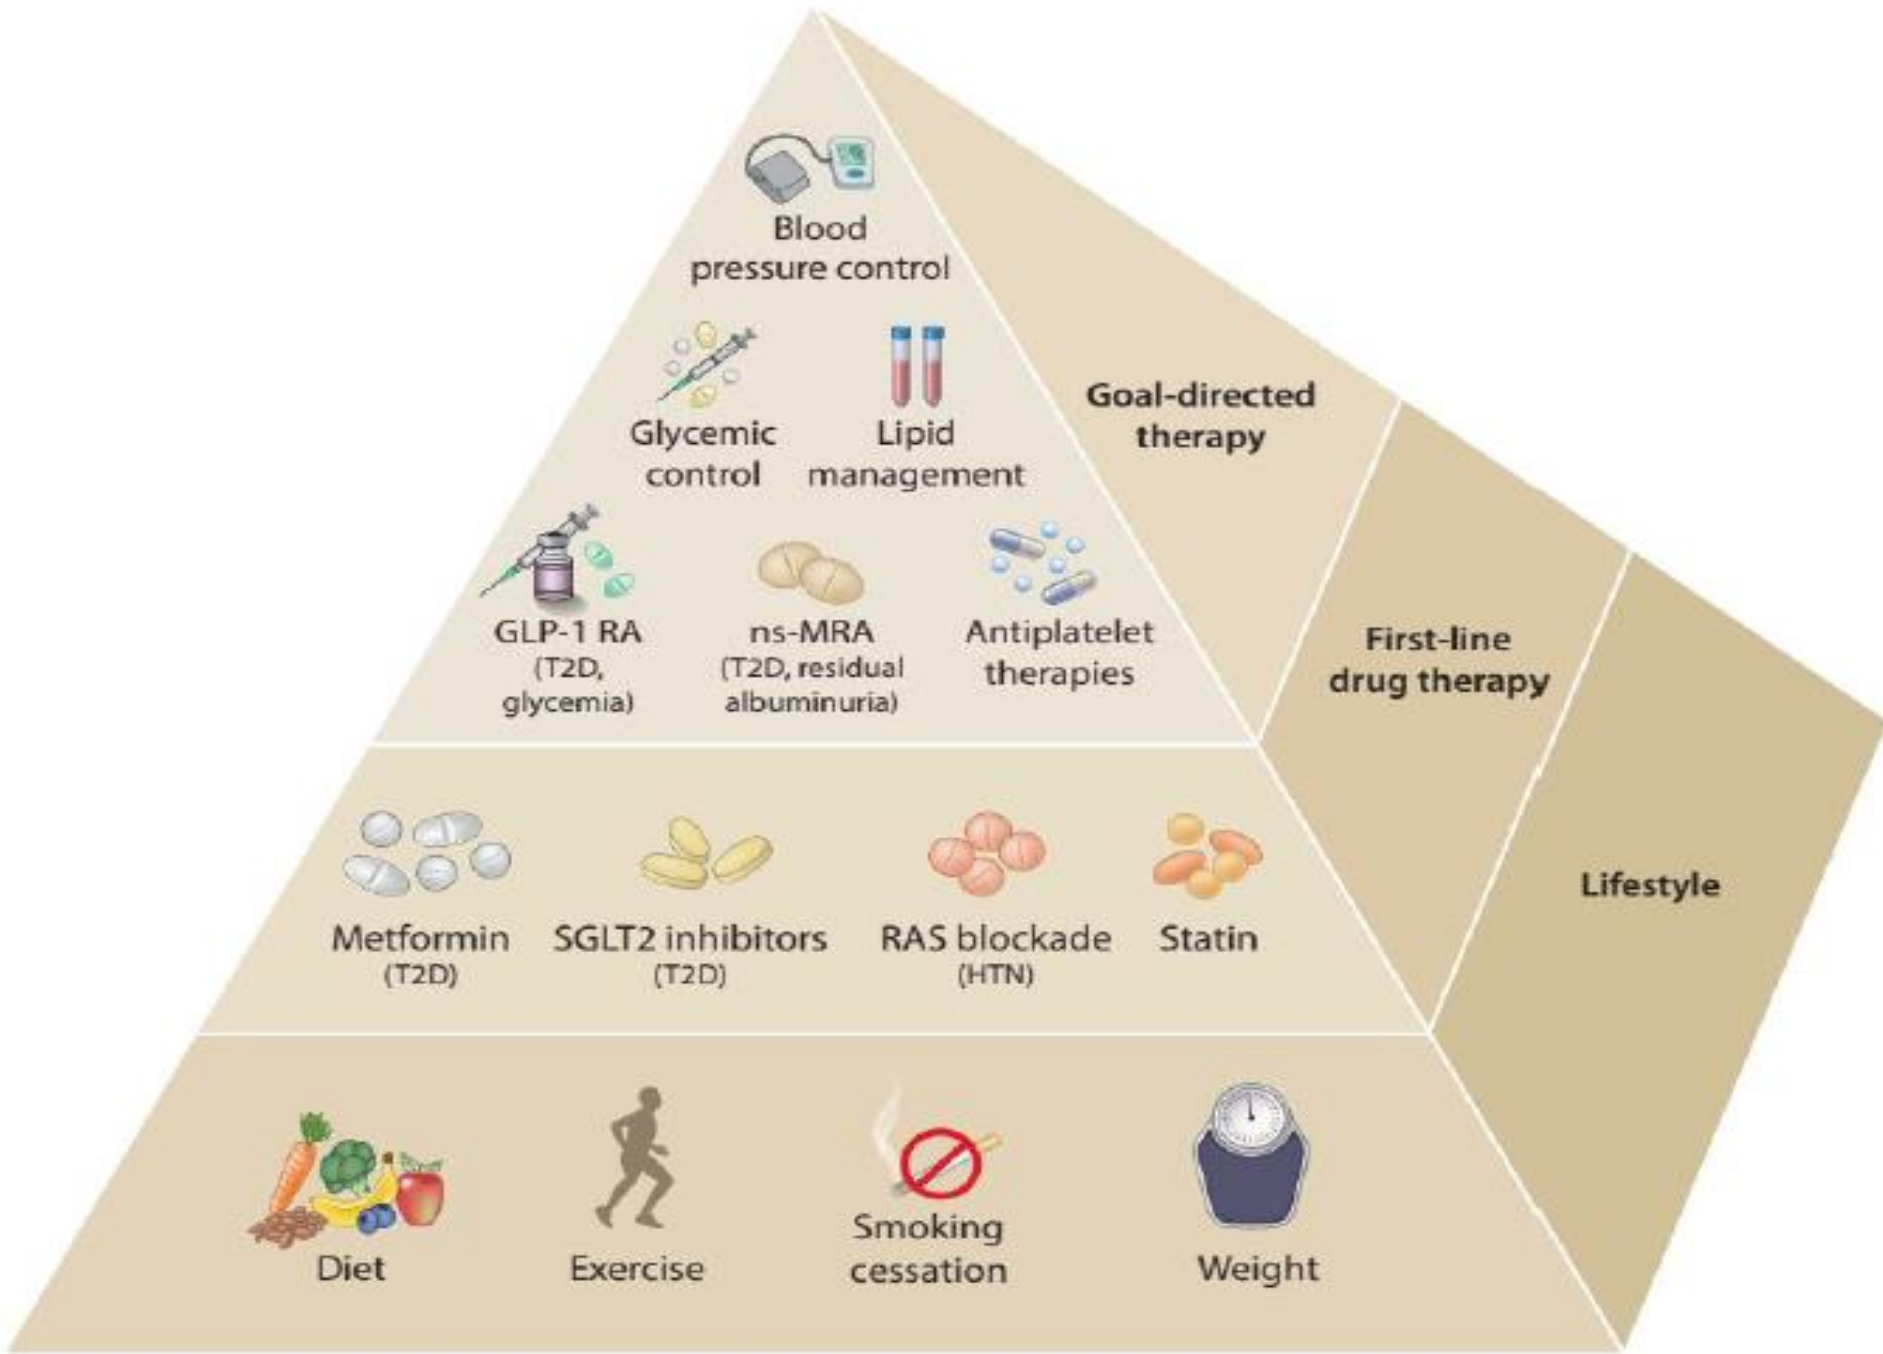 Blood
pressure control
Glycemic
control
Lipid
management
Goal-directed
therapy
GLP-1 RA
(T2D,
glycemia)
ns-MRA
(T2D, residual
albuminuria)
Antiplatelet
therapies
First-line
drug therapy
Metformin
(T2D)
SGLT2 inhibitors
(T2D)
RAS blockade
(HTN)
Statin
Lifestyle
Diet
Exercise
Smoking
cessation
Weight